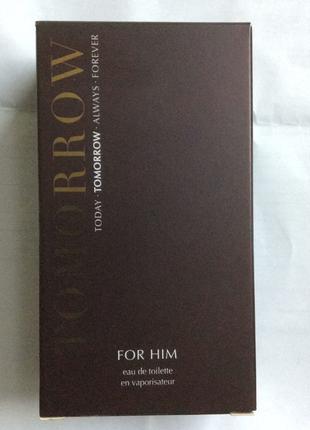 TOMORROW
TODAY · TOMORROW · ALWAYS · FOREVER
FOR HIM
eau de toilette
en vaporisateur